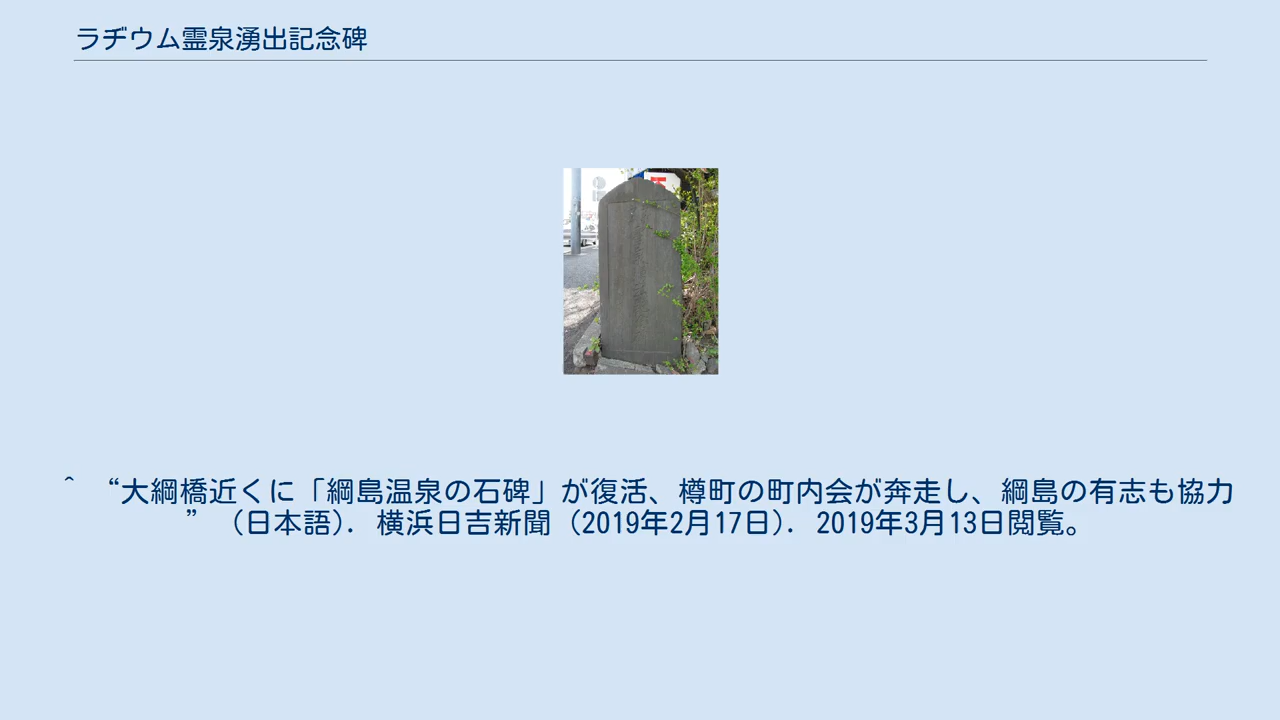 ラヂウム霊泉湧出記念碑
^ “大綱橋近くに「綱島温泉の石碑」が復活、樽町の町内会が奔走し、綱島の有志も協力
” (日本語). 横浜日吉新聞 (2019年2月17日). 2019年3月13日閲覧。